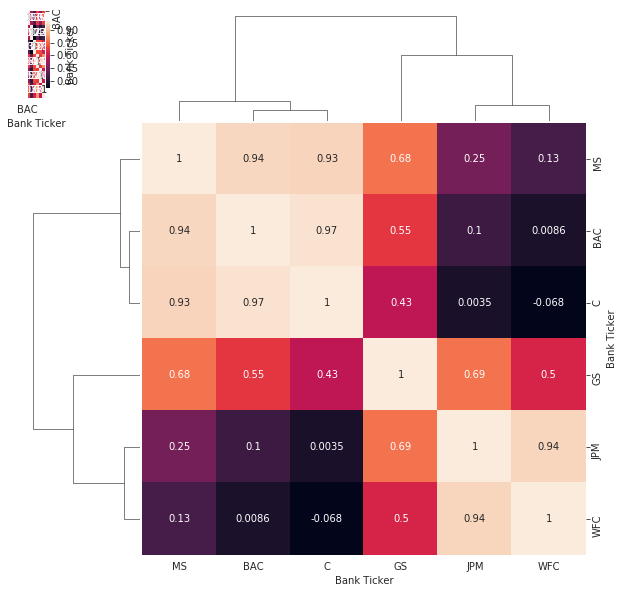 BAC
0.90
0.75
0.60
0.45
0.30
Bank Ticker
BAC
Bank Ticker
1 0.94 0.93 0.68 0.25 0.13 MS
0.94 1 0.97 0.55 0.1 0.0086 BAC
0.93 0.97 1 0.43 0.0035 -0.068 C
Bank Ticker
0.68 0.55 0.43 1 0.69 0.5 GS
0.25 0.1 0.0035 0.69 1 0.94 JPM
0.13 0.0086 -0.068 0.5 0.94 1 WFC
MS BAC C GS JPM WFC
Bank Ticker